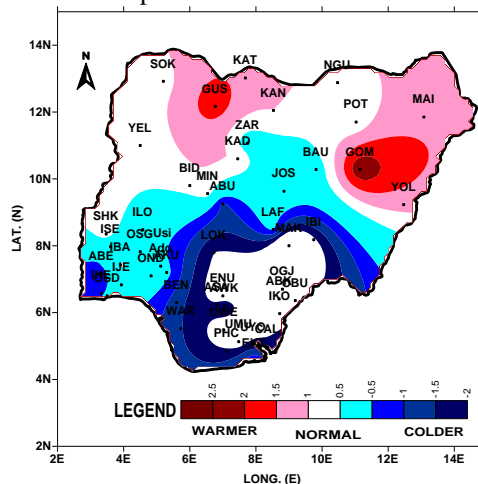 14N
12N
10N
8N
6N
4N
2N
LAT. (N)
N
SOK
KAT
NGU
GUS
KAN
MAI
POT
ZAR
YEL
KAD
BAU
GOM
BID
MIN
JOS
ABU
YOL
SHK
ILO
LAF
IBi
ISE
OSGUsi
LOK
MAK
IBA
Ado
ABE
IJE
OND
AKU
OGJ
BEN
ENU
AWK
OBU
IKO
WAR
UMU
UYO
CAL
PHC
LEGEND
2.5
2
1.5
1
0.5
-0.5
-1
-1.5
-2
WARMER
NORMAL
COLDER
2E
4E
6E
8E
10E
12E
14E
LONG. (E)